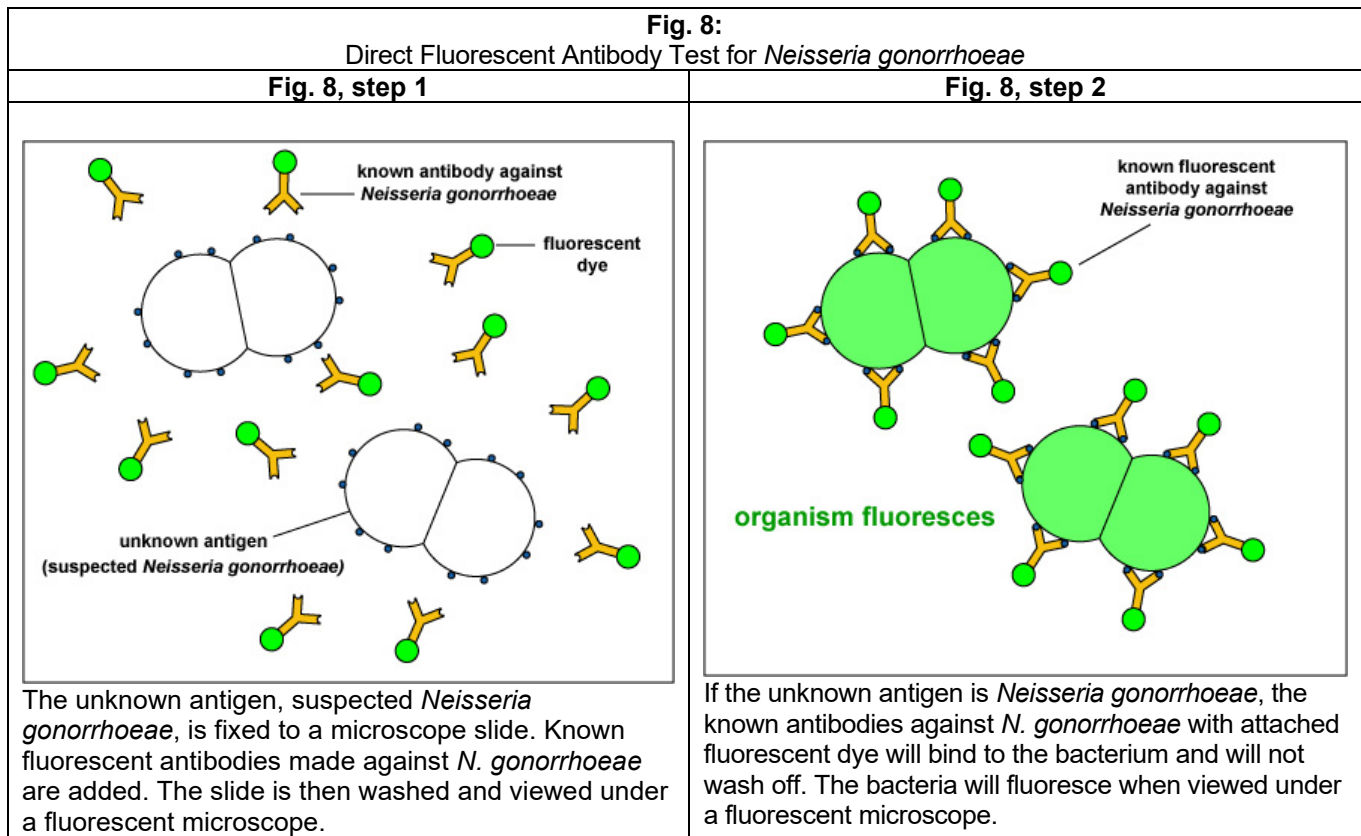 Fig. 8:
Direct Fluorescent Antibody Test for Neisseria gonorrhoeae
Fig. 8, step 1
known antibody against
Neisseria gonorrhoeae
fluorescent
dye
unknown antigen
(suspected Neisseria gonorrhoeae)
The unknown antigen, suspected Neisseria
gonorrhoeae, is fixed to a microscope slide. Known
fluorescent antibodies made against N. gonorrhoeae
are added. The slide is then washed and viewed under
a fluorescent microscope.
Fig. 8, step 2
known fluorescent
antibody against
Neisseria gonorrhoeae
organism fluoresces
If the unknown antigen is Neisseria gonorrhoeae, the
known antibodies against N. gonorrhoeae with attached
fluorescent dye will bind to the bacterium and will not
wash off. The bacteria will fluoresce when viewed under
a fluorescent microscope.